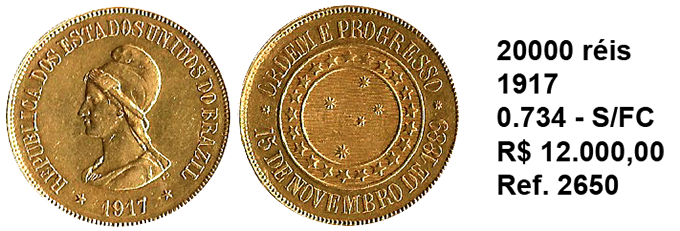 REPUBLICA DOS ESTADOS UNIDOS DO BRAZIL
* 1917 *
* ORDEM E PROGRESSO *
15 DE NOVEMBRO DE 1889
20000 réis
1917
0.734 - S/FC
R$ 12.000,00
Ref. 2650